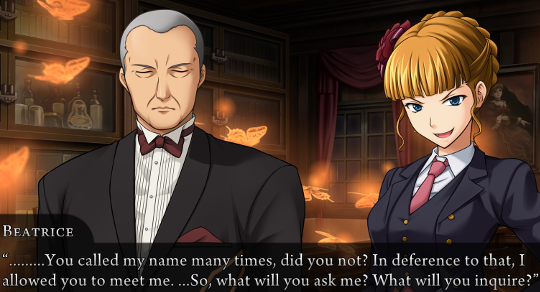 BEATRICE
“.........You called my name many times, did you not? In deference to that, I
allowed you to meet me. ...So, what will you ask me? What will you inquire?”